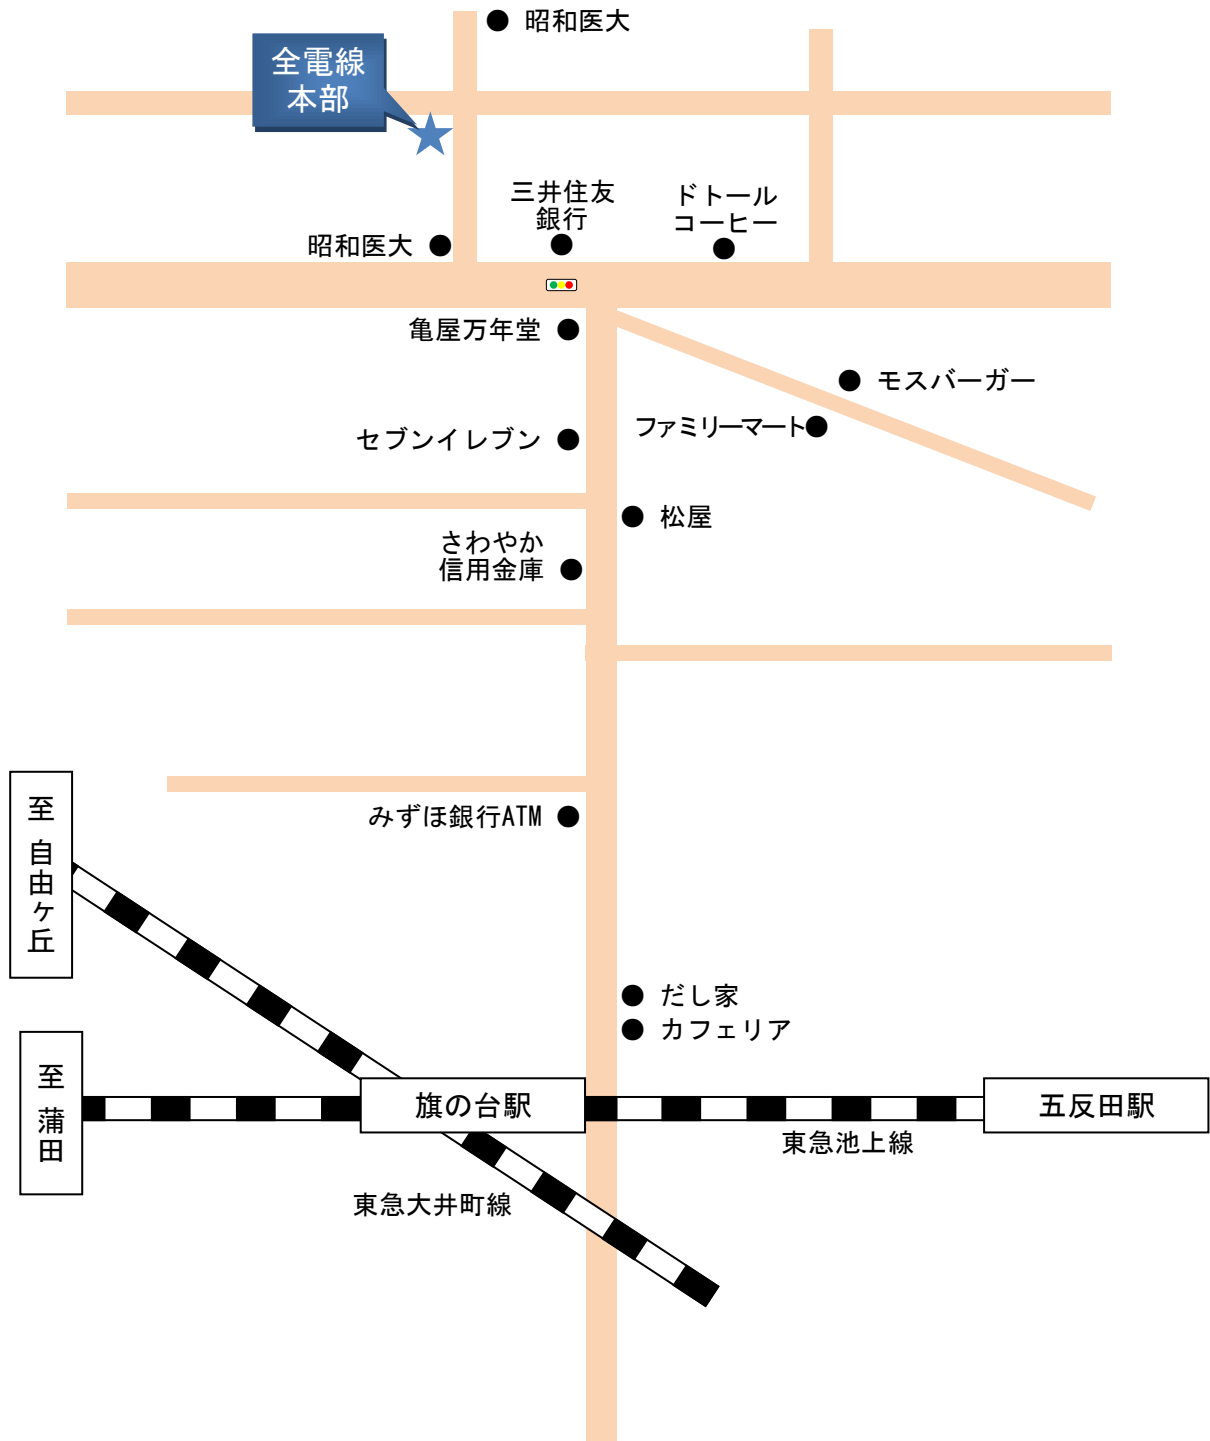 昭和医大
全電線
本部
三井住友
銀行
ドトール
コーヒー
昭和医大
亀屋万年堂
モスバーガー
ファミリーマート
セブンイレブン
松屋
さわやか
信用金庫
みずほ銀行ATM
至 自由ヶ丘
だし家
カフェリア
至 蒲田
旗の台駅
五反田駅
東急池上線
東急大井町線